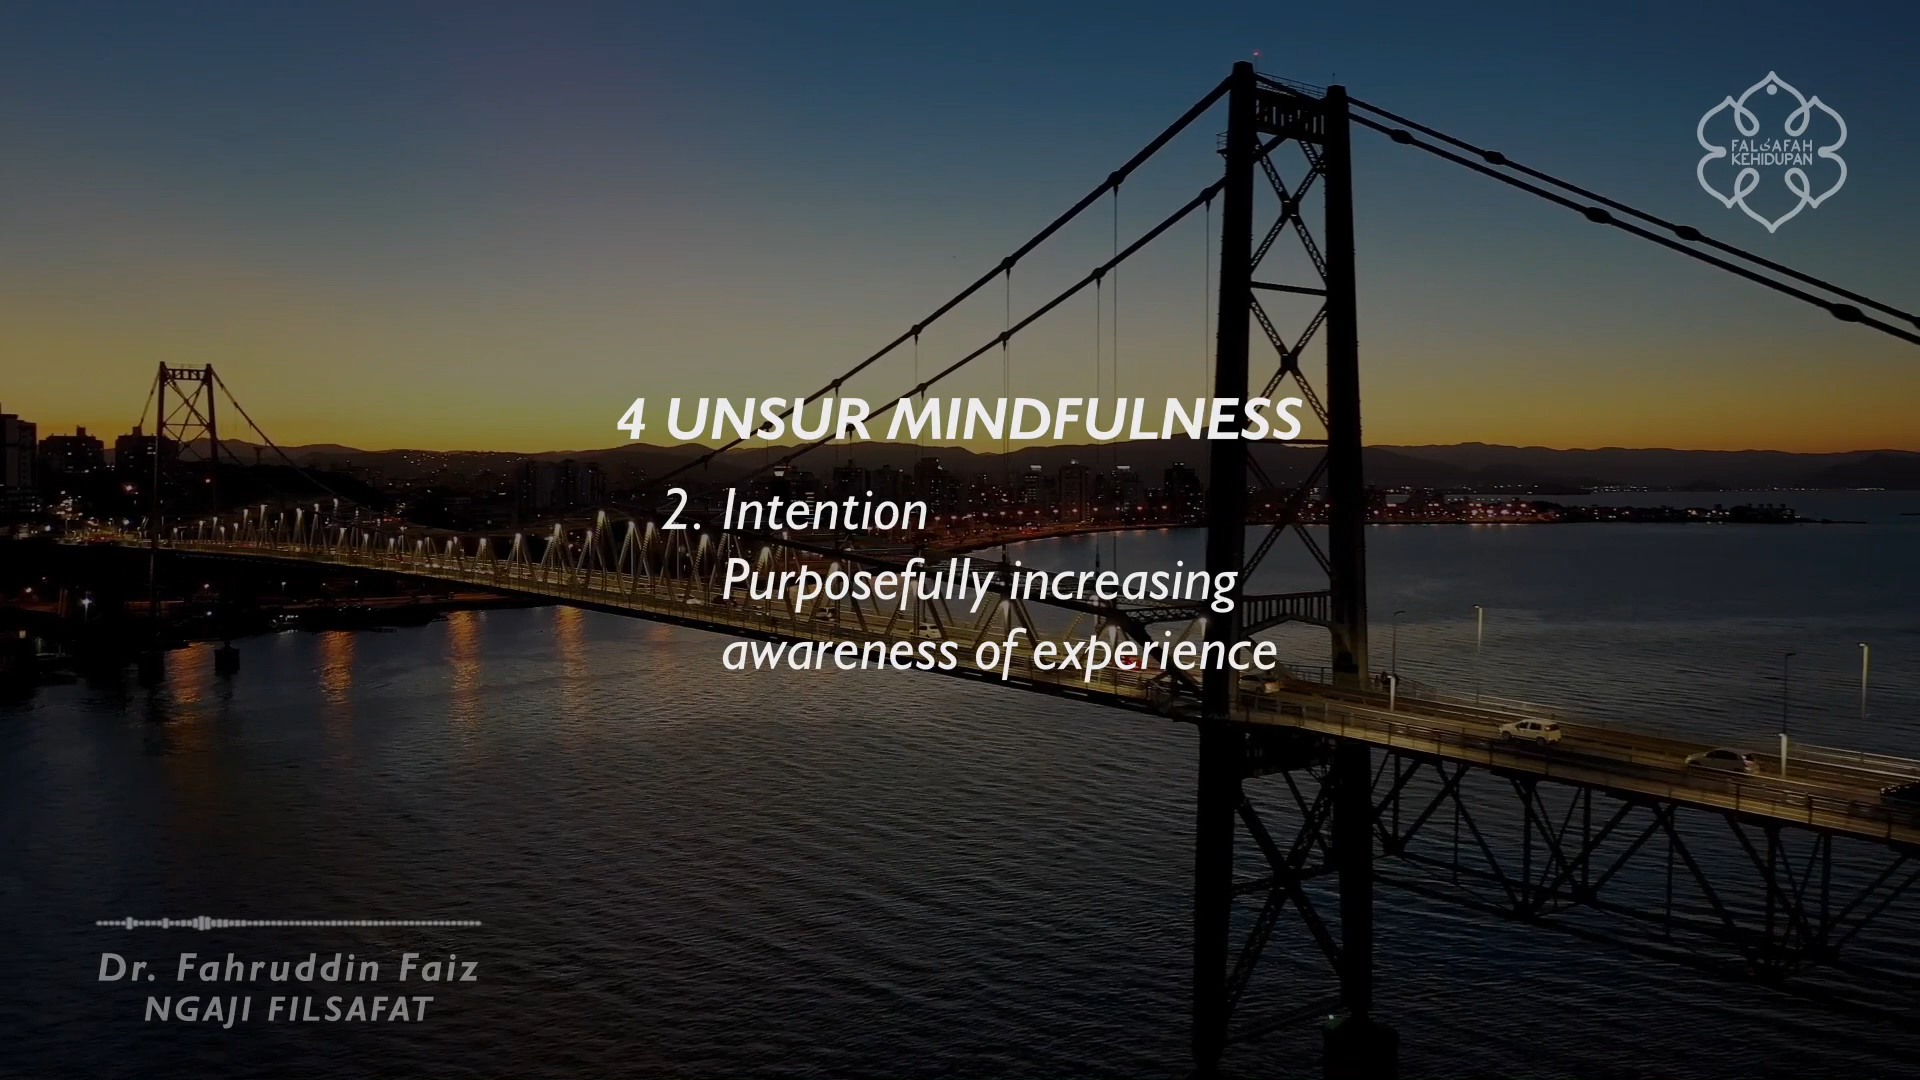 FALSAFAH
KEHIDUPAN
4 UNSUR MINDFULNESS
2. Intention
Purposefully increasing
awareness of experience
Dr. Fahruddin Faiz
NGAJI FILSAFAT